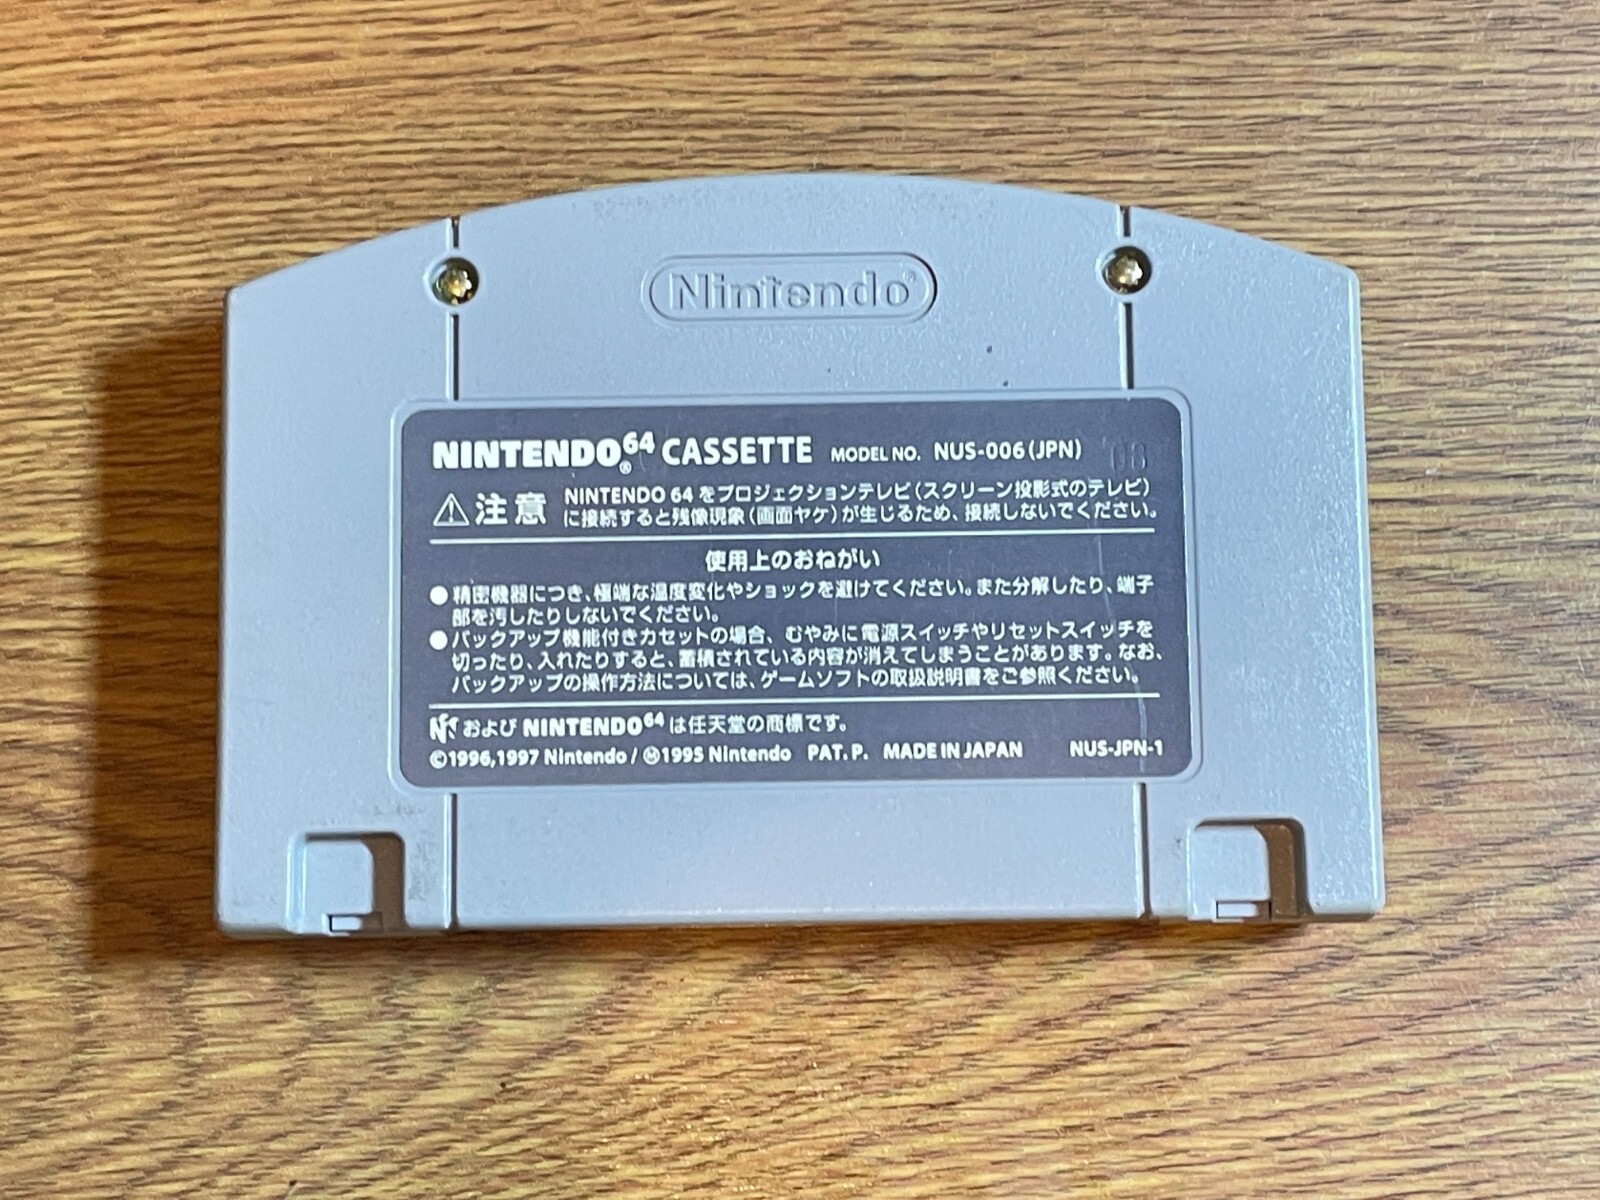 Nintendo®
NINTENDO®64 CASSETTE MODEL NO. NUS-006(JPN) 08
⚠注意 NINTENDO 64 をプロジェクションテレビ(スクリーン投影式のテレビ)
に接続すると残像現象(画面ヤケ)が生じるため、接続しないでください。
使用上のおねがい
●精密機器につき、極端な温度変化やショックを避けてください。また分解したり、端子
部を汚したりしないでください。
●バックアップ機能付きカセットの場合、むやみに電源スイッチやリセットスイッチを
切ったり、入れたりすると、蓄積されている内容が消えてしまうことがあります。なお、
バックアップの操作方法については、ゲームソフトの取扱説明書をご参照ください。
および NINTENDO64 は任天堂の商標です。
©1996,1997 Nintendo/Ⓜ1995 Nintendo PAT. P. MADE IN JAPAN NUS-JPN-1